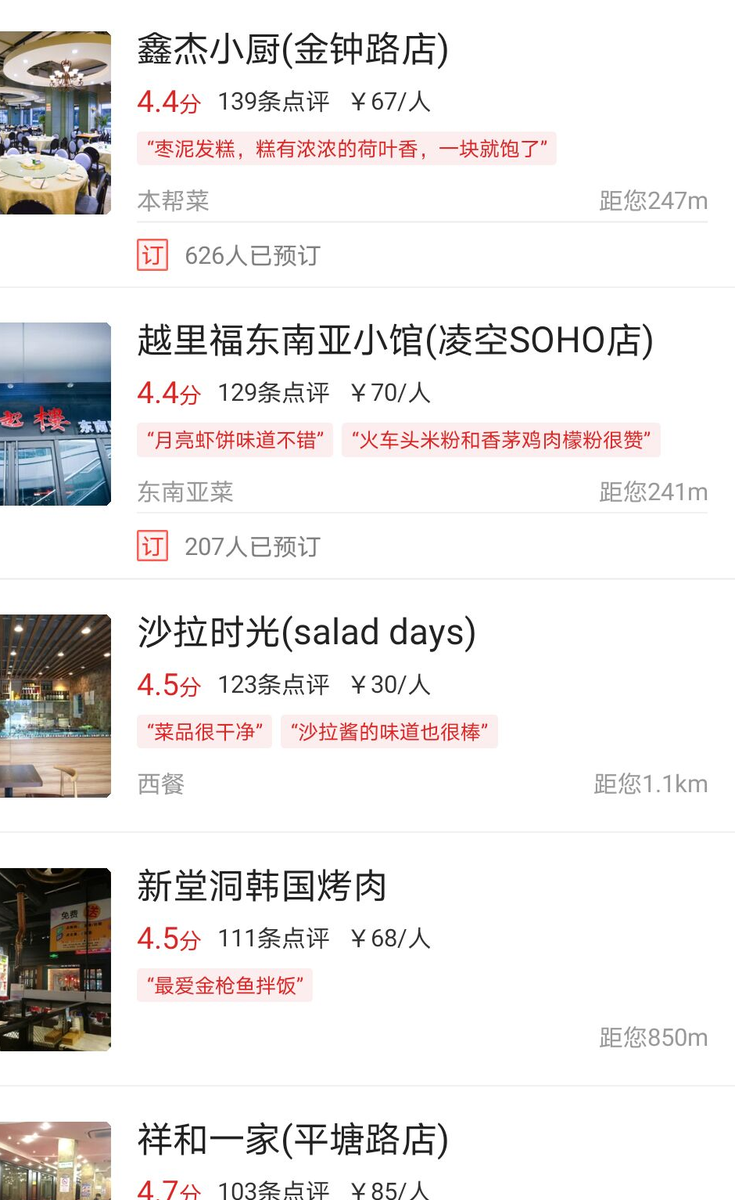 鑫杰小厨(金钟路店)
4.4分 139条点评 ￥67/人
“枣泥发糕，糕有浓浓的荷叶香，一块就饱了”
本帮菜 距您247m
订 626人已预订
越里福东南亚小馆(凌空SOHO店)
4.4分 129条点评 ￥70/人
“月亮虾饼味道不错” “火车头米粉和香茅鸡肉檬粉很赞”
樓 东南
东南亚菜 距您241m
订 207人已预订
沙拉时光(salad days)
4.5分 123条点评 ￥30/人
“菜品很干净” “沙拉酱的味道也很棒”
西餐 距您1.1km
新堂洞韩国烤肉
免费
4.5分 111条点评 ￥68/人
“最爱金枪鱼拌饭”
距您850m
祥和一家(平塘路店)
4.7分 103条点评 ￥85/人